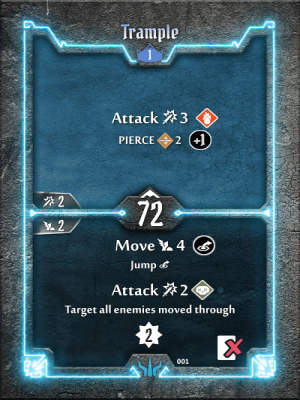 Trample
1
Attack 3
PIERCE 2 +1
2
72
2
Move 4
Jump
Attack 2
Target all enemies moved through
2
001